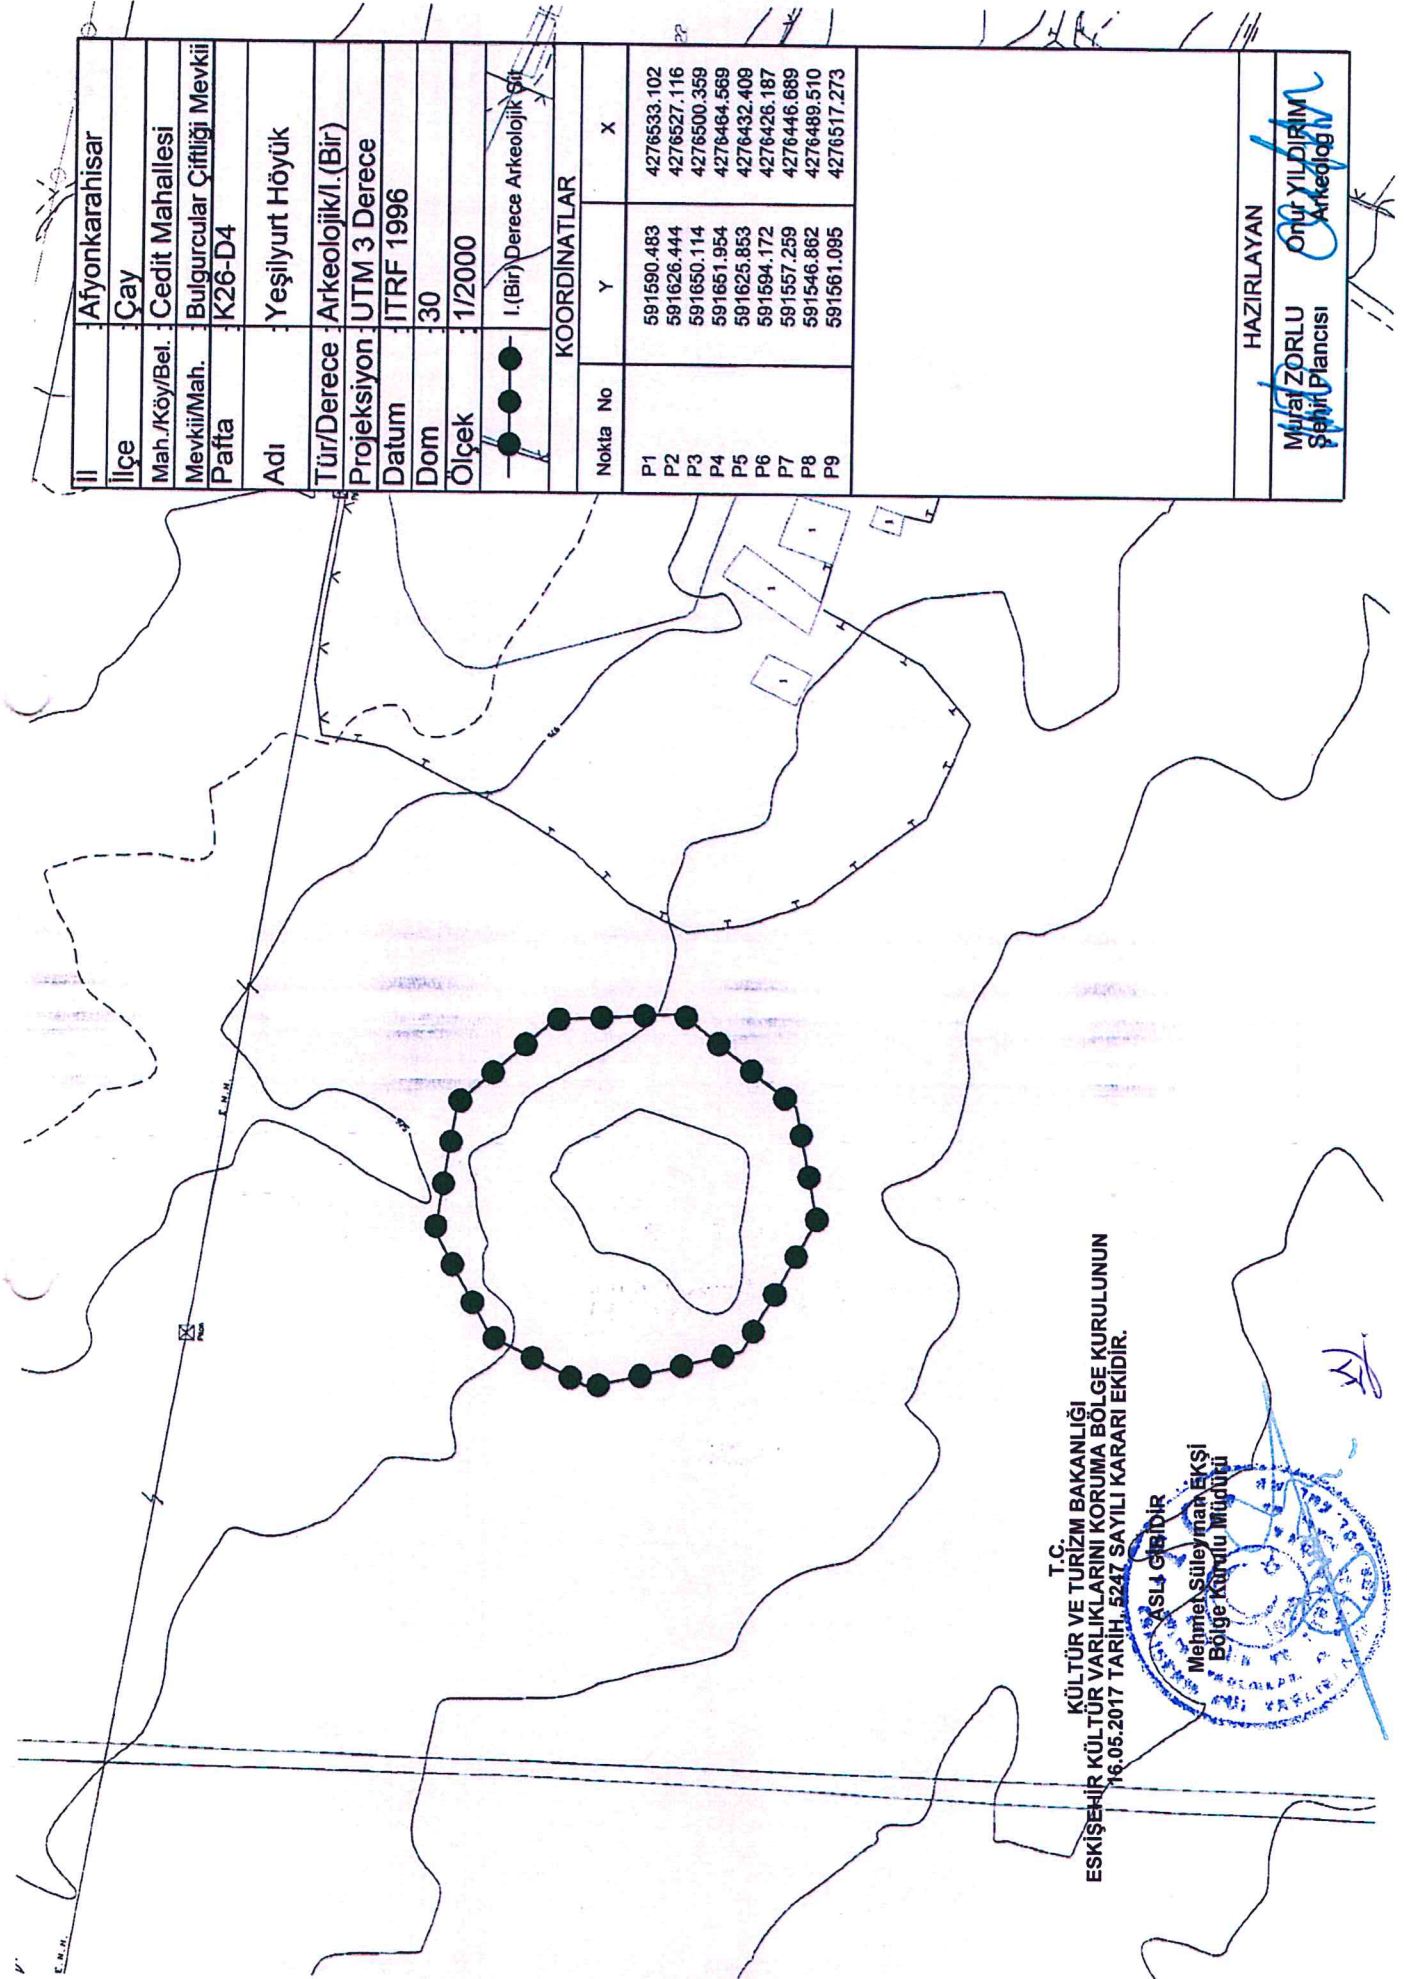 İl : Afyonkarahisar
İlçe : Çay
Mah./Köy/Bel. : Cedit Mahallesi
Mevkii/Mah. : Bulgurcular Çiftliği Mevkii
Pafta : K26-D4
Adı : Yeşilyurt Höyük
Tür/Derece : Arkeolojik/I.(Bir)
Projeksiyon : UTM 3 Derece
Datum : ITRF 1996
Dom : 30
Ölçek : 1/2000
I.(Bir) Derece Arkeolojik Sit
KOORDİNATLAR
Nokta No Y X
P1 591590.483 4276533.102
P2 591626.444 4276527.116
P3 591650.114 4276500.359
P4 591651.954 4276464.569
P5 591625.853 4276432.409
P6 591594.172 4276426.187
P7 591557.259 4276446.689
P8 591546.862 4276489.510
P9 591561.095 4276517.273
HAZIRLAYAN
Murat ZORLU Onur YILDIRIM
Şehir Plancısı Arkeolog
E.N.H.
E.N.H.
T.C.
KÜLTÜR VE TURİZM BAKANLIĞI
ESKİŞEHİR KÜLTÜR VARLIKLARINI KORUMA BÖLGE KURULUNUN
16.05.2017 TARİH, 5247 SAYILI KARARI EKİDİR.
ASLI GİBİDİR
Mehmet Süleyman EKŞİ
Bölge Kurulu Müdürü